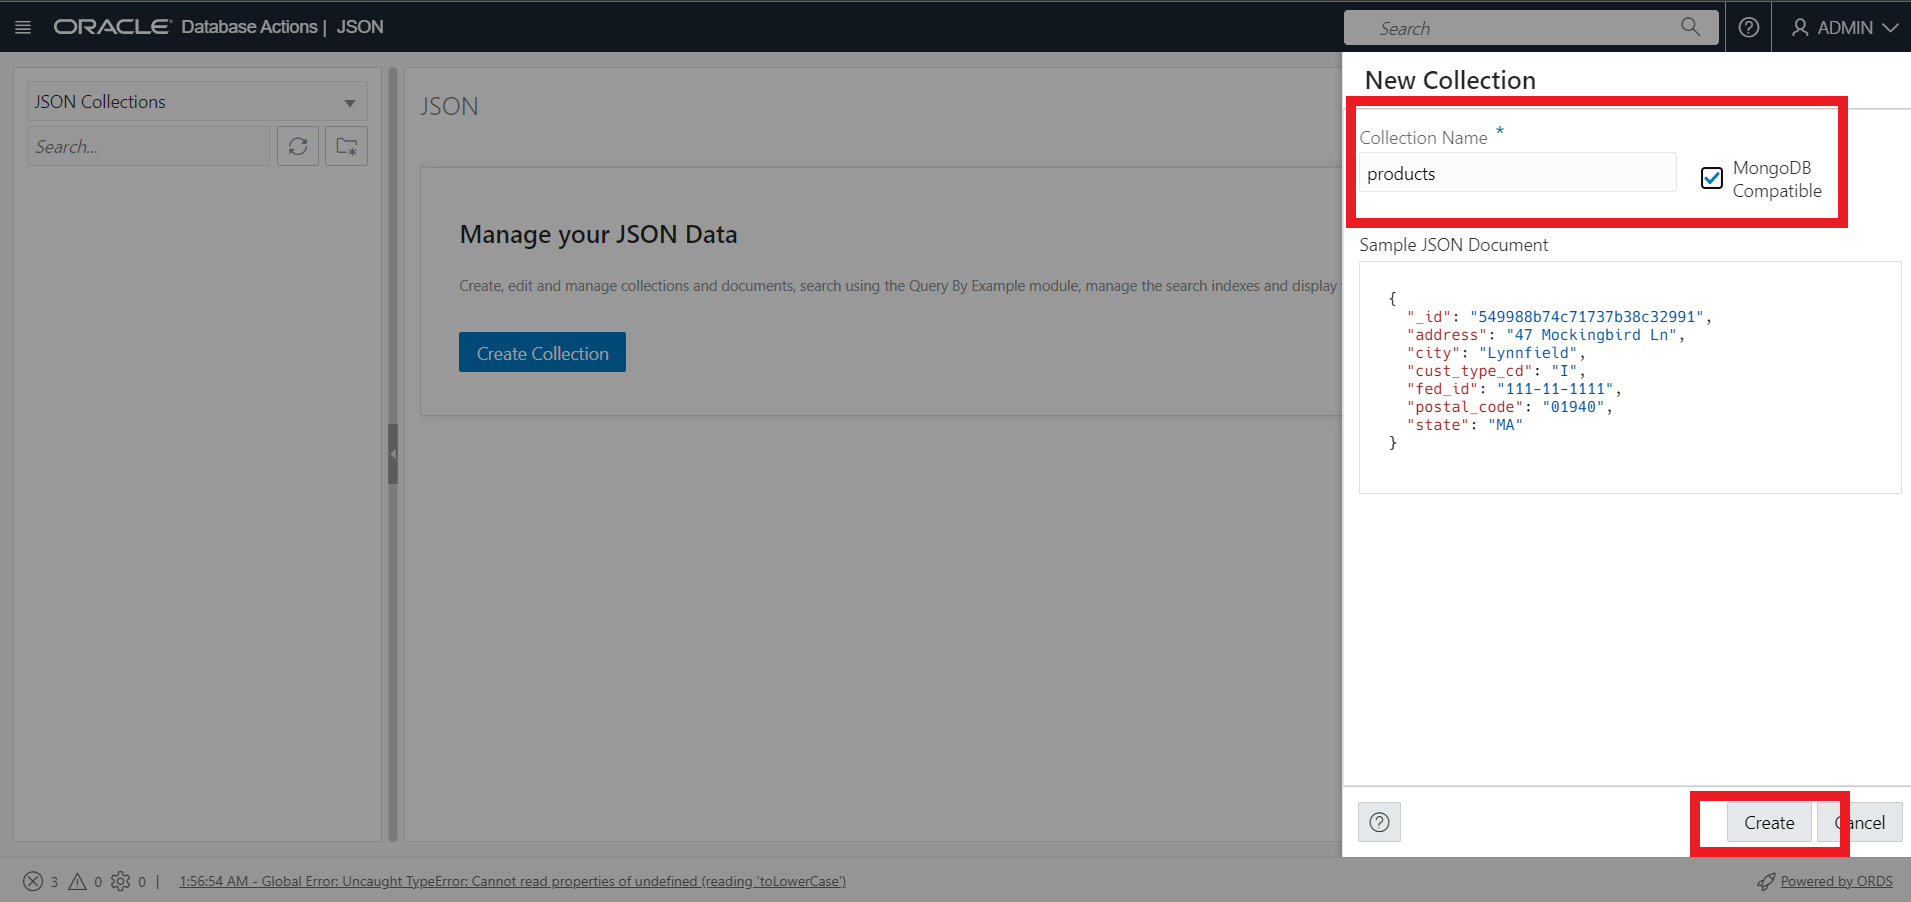 ORACLE Database Actions | JSON
Search
ADMIN
JSON Collections
Search...
JSON
Manage your JSON Data
Create, edit and manage collections and documents, search using the Query By Example module, manage the search indexes and display
Create Collection
New Collection
Collection Name *
products
MongoDB
Compatible
Sample JSON Document
{
"_id": "549988b74c71737b38c32991",
"address": "47 Mockingbird Ln",
"city": "Lynnfield",
"cust_type_cd": "I",
"fed_id": "111-11-1111",
"postal_code": "01940",
"state": "MA"
}
Create
Cancel
3 0 0 | 1:56:54 AM - Global Error: Uncaught TypeError: Cannot read properties of undefined (reading 'toLowerCase')
Powered by ORDS